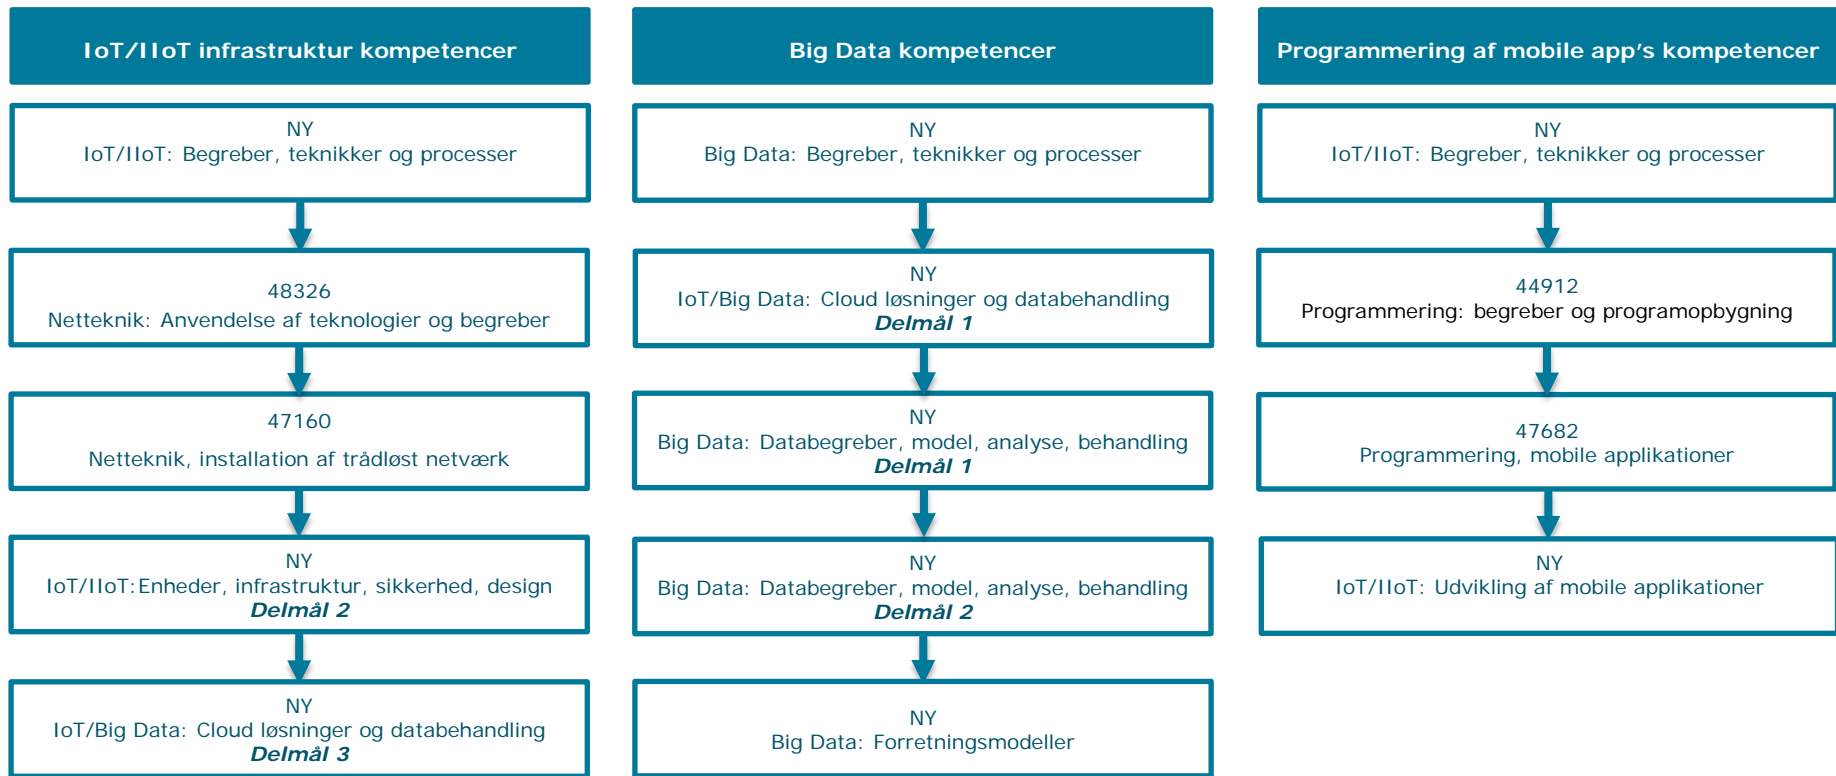 IoT/IIoT infrastruktur kompetencer
NY
IoT/IIoT: Begreber, teknikker og processer
48326
Netteknik: Anvendelse af teknologier og begreber
47160
Netteknik, installation af trådløst netværk
NY
IoT/IIoT:Enheder, infrastruktur, sikkerhed, design
Delmål 2
NY
IoT/Big Data: Cloud løsninger og databehandling
Delmål 3
Big Data kompetencer
NY
Big Data: Begreber, teknikker og processer
NY
IoT/Big Data: Cloud løsninger og databehandling
Delmål 1
NY
Big Data: Databegreber, model, analyse, behandling
Delmål 1
NY
Big Data: Databegreber, model, analyse, behandling
Delmål 2
NY
Big Data: Forretningsmodeller
Programmering af mobile app's kompetencer
NY
IoT/IIoT: Begreber, teknikker og processer
44912
Programmering: begreber og programopbygning
47682
Programmering, mobile applikationer
NY
IoT/IIoT: Udvikling af mobile applikationer